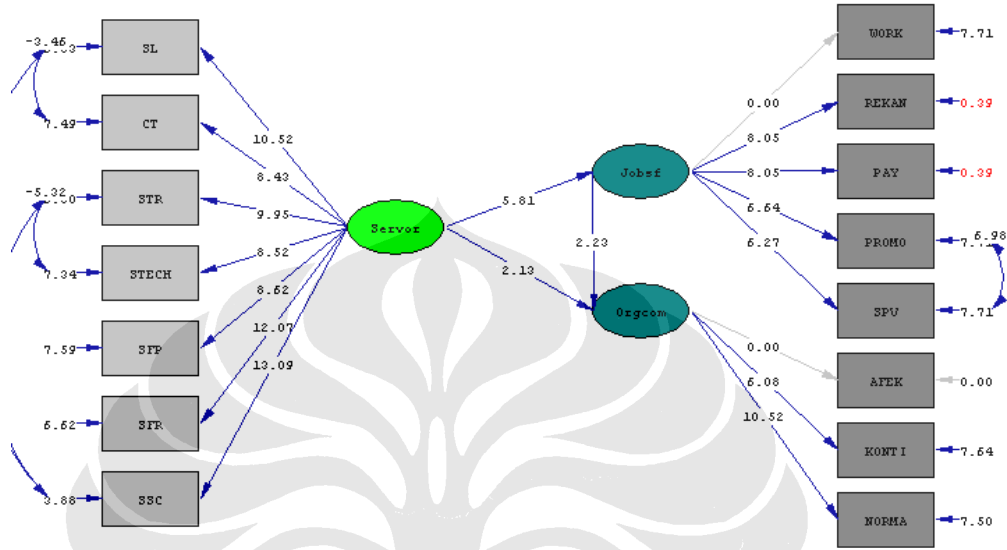 -3.46
SL
7.49
CT
-5.32
STR
7.34
STECH
7.59
SFP
6.62
SFR
3.88
SSC
10.52
8.43
9.95
8.52
8.62
12.07
13.09
Servor
5.81
2.13
Jobsf
2.23
Orgcom
0.00
8.05
8.05
6.64
6.27
0.00
6.08
10.52
WORK
7.71
REKAN
0.39
PAY
0.39
PROMO
6.98
SPV
7.71
AFEK
0.00
KONTI
7.64
NORMA
7.50